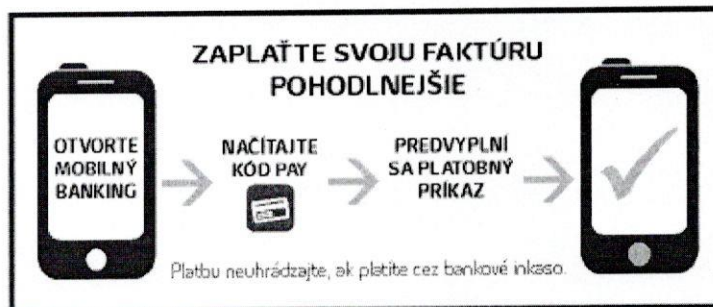 ZAPLAŤTE SVOJU FAKTÚRU
POHODLNEJŠIE
OTVORTE
MOBILNÝ
BANKING
NAČÍTAJTE
KÓD PAY
PREDVYPLNÍ
SA PLATOBNÝ
PRÍKAZ
Platbu neuhrádzajte, ak platíte cez bankové inkaso.